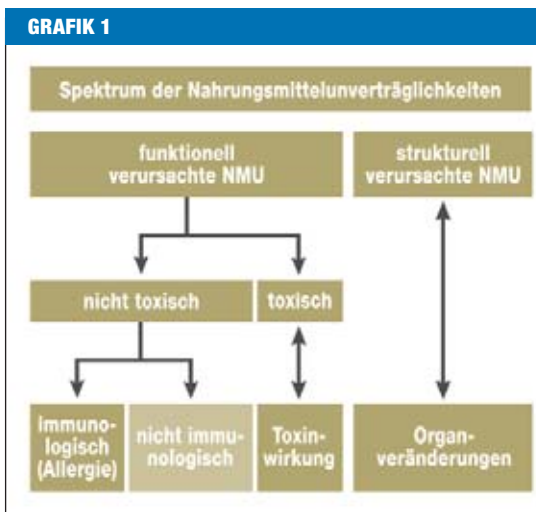 GRAFIK 1
Spektrum der Nahrungsmittelunverträglichkeiten
funktionell
verursachte NMU
strukturell
verursachte NMU
nicht toxisch
toxisch
immuno-
logisch
(Allergie)
nicht immu-
nologisch
Toxin-
wirkung
Organ-
veränderungen